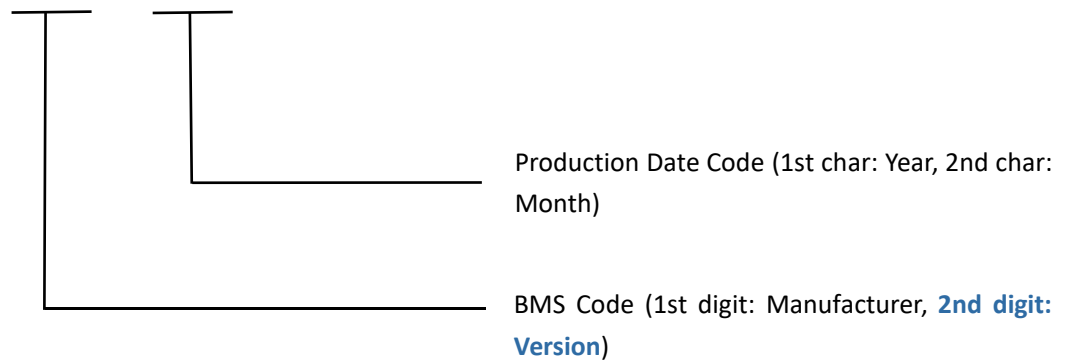 Production Date Code (1st char: Year, 2nd char:
Month)
BMS Code (1st digit: Manufacturer, 2nd digit:
Version)